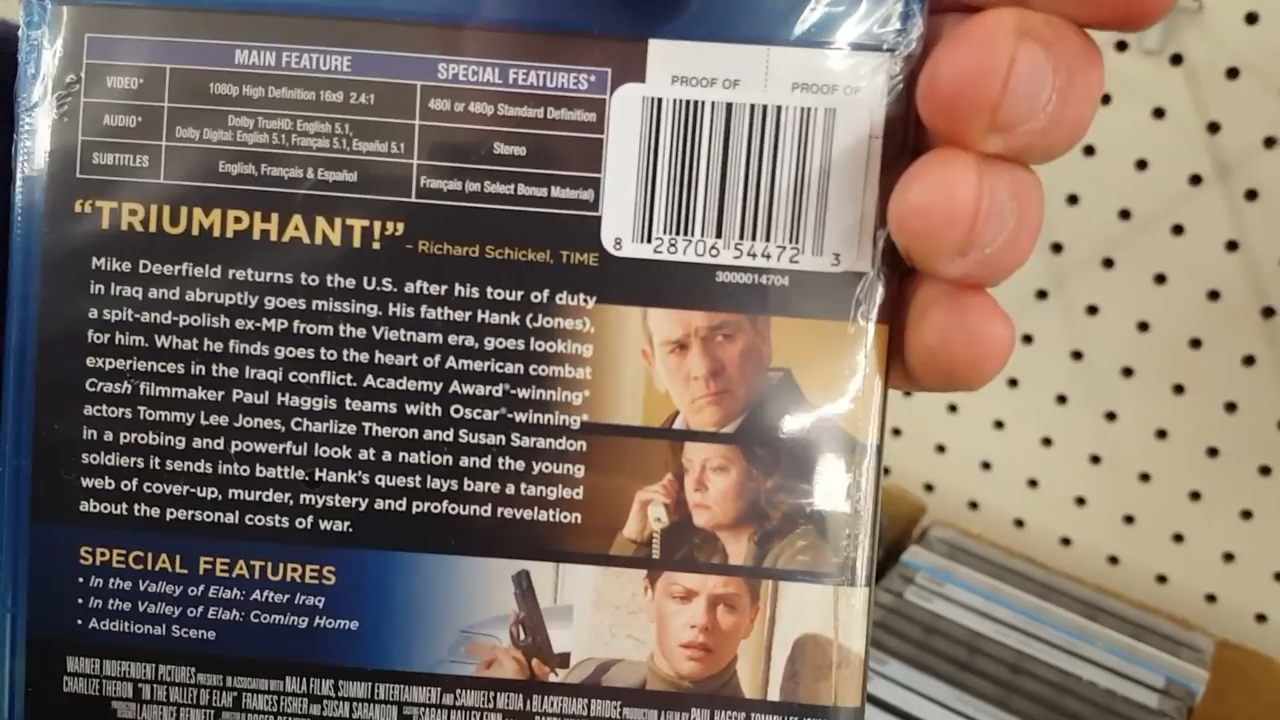 MAIN FEATURE SPECIAL FEATURES*
VIDEO* 1080p High Definition 16x9 2.4:1 480i or 480p Standard Definition
AUDIO* Dolby TrueHD: English 5.1,
Dolby Digital: English 5.1, Français 5.1, Español 5.1 Stereo
SUBTITLES English, Français & Español Français (on Select Bonus Material)
PROOF OF PROOF OF
8 28706 54472 3
3000014704
“TRIUMPHANT!” – Richard Schickel, TIME
Mike Deerfield returns to the U.S. after his tour of duty
in Iraq and abruptly goes missing. His father Hank (Jones),
a spit-and-polish ex-MP from the Vietnam era, goes looking
for him. What he finds goes to the heart of American combat
experiences in the Iraqi conflict. Academy Award®-winning*
Crash filmmaker Paul Haggis teams with Oscar®-winning*
actors Tommy Lee Jones, Charlize Theron and Susan Sarandon
in a probing and powerful look at a nation and the young
soldiers it sends into battle. Hank's quest lays bare a tangled
web of cover-up, murder, mystery and profound revelation
about the personal costs of war.
SPECIAL FEATURES
• In the Valley of Elah: After Iraq
• In the Valley of Elah: Coming Home
• Additional Scene
WARNER INDEPENDENT PICTURES PRESENTS IN ASSOCIATION WITH NALA FILMS, SUMMIT ENTERTAINMENT AND SAMUELS MEDIA A BLACKFRIARS BRIDGE PRODUCTION A FILM BY PAUL HAGGIS
CHARLIZE THERON "IN THE VALLEY OF ELAH" FRANCES FISHER AND SUSAN SARANDON
LAURENCE BENNETT